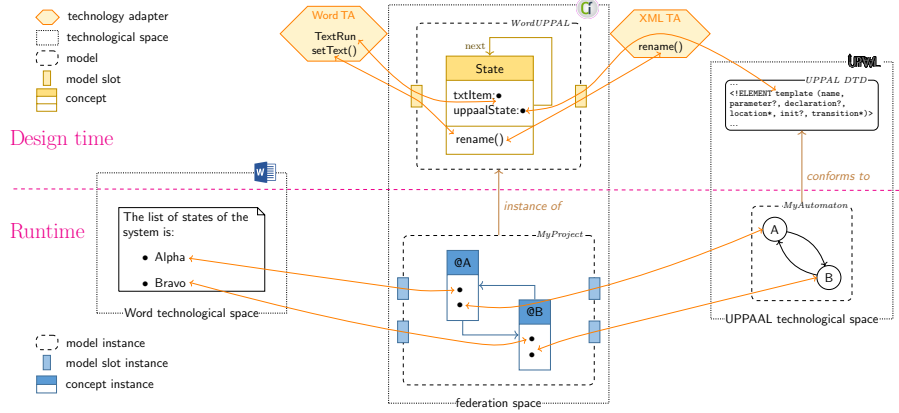 technology adapter
technological space
model
model slot
concept
Design time
Runtime
Word TA
TextRun
setText()
WordUPPAL
next
State
txtItem:
uppaalState:
rename()
XML TA
rename()
UPPAL DTD
...
<!ELEMENT template (name,
parameter?, declaration?,
location*, init?, transition*)>
...
instance of
conforms to
W
The list of states of the
system is:
• Alpha
• Bravo
Word technological space
MyProject
@A
@B
federation space
MyAutomaton
A
B
UPPAAL technological space
model instance
model slot instance
concept instance